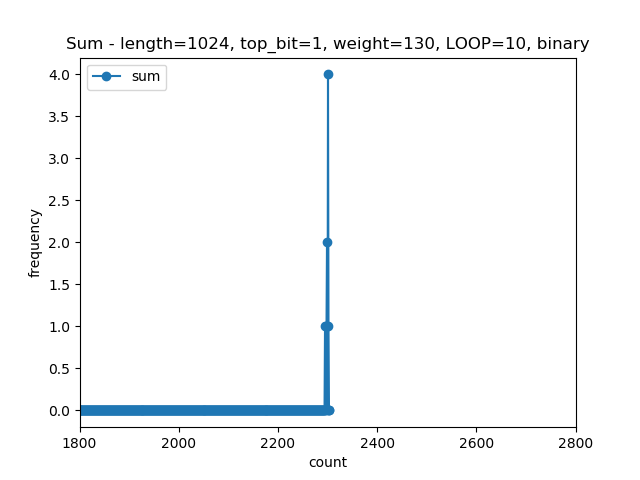 Sum - length=1024, top_bit=1, weight=130, LOOP=10, binary
sum
4.0
3.5
3.0
2.5
2.0
1.5
1.0
0.5
0.0
frequency
1800 2000 2200 2400 2600 2800
count